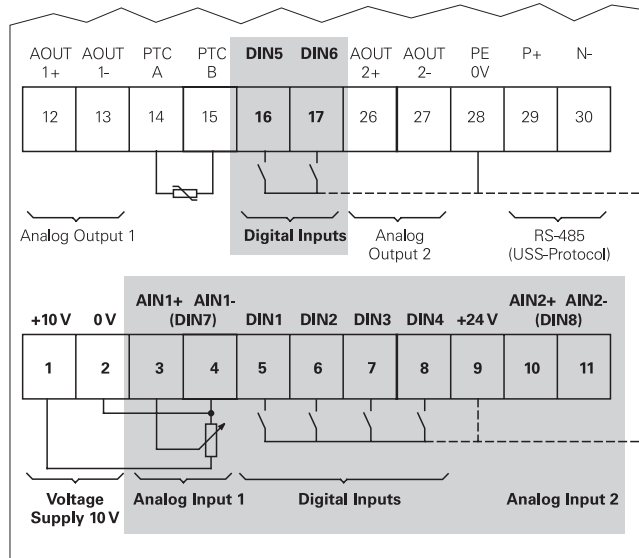 AOUT AOUT PTC PTC DIN5 DIN6 AOUT AOUT PE P+ N-
1+ 1- A B 2+ 2- 0V
12 13 14 15 16 17 26 27 28 29 30
Analog Output 1 Digital Inputs Analog RS-485
Output 2 (USS-Protocol)
AIN1+ AIN1- AIN2+ AIN2-
+10 V 0 V (DIN7) DIN1 DIN2 DIN3 DIN4 +24 V (DIN8)
1 2 3 4 5 6 7 8 9 10 11
Voltage Analog Input 1 Digital Inputs Analog Input 2
Supply 10 V